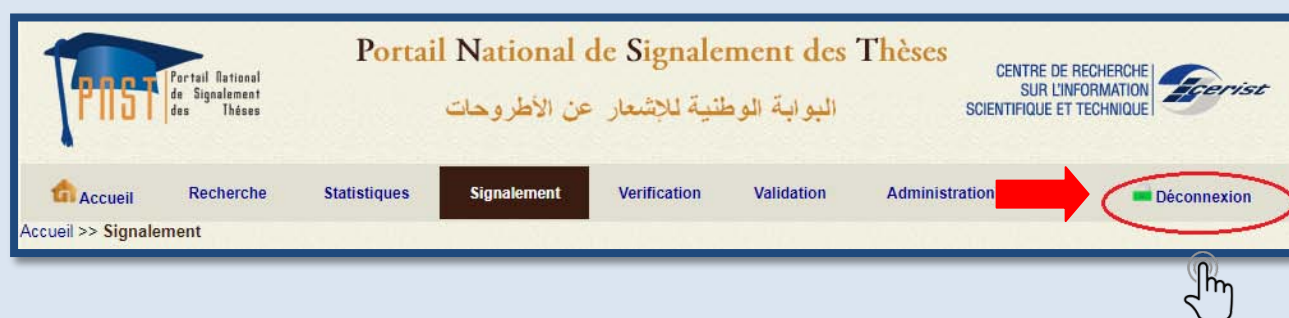 Portail National de Signalement des Thèses
البوابة الوطنية للإشعار عن الأطروحات
PNST
Portail National
de Signalement
des Thèses
CENTRE DE RECHERCHE
SUR L'INFORMATION
SCIENTIFIQUE ET TECHNIQUE
cerist
Accueil Recherche Statistiques Signalement Verification Validation Administration Déconnexion
Accueil >> Signalement